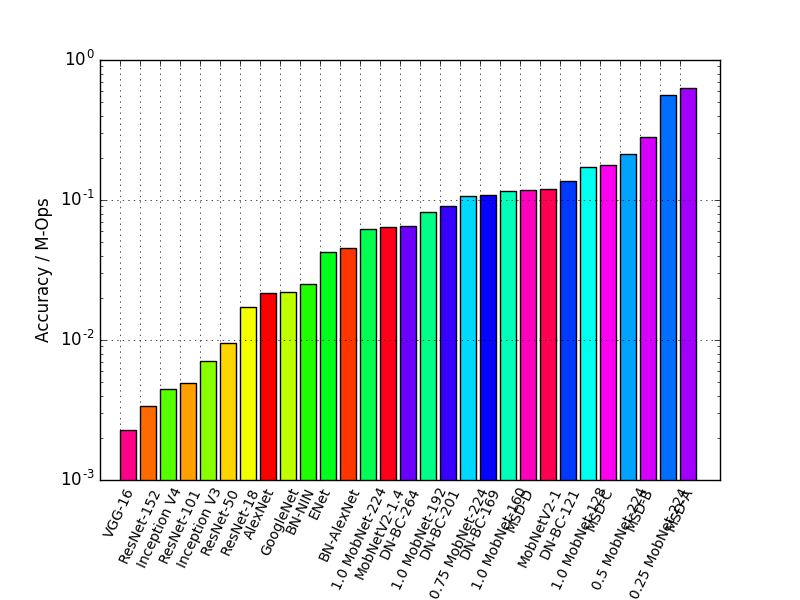 10^0
10^-1
10^-2
10^-3
Accuracy / M-Ops
VGG-16
ResNet-152
Inception V4
ResNet-101
Inception V3
ResNet-50
ResNet-18
AlexNet
GoogleNet
BN-NIN
ENet
BN-AlexNet
1.0 MobNet-224
MobNetV2-1.4
DN-BC-264
1.0 MobNet-192
DN-BC-201
0.75 MobNet-224
DN-BC-169
1.0 MobNet-160
MSD-D
MobNetV2-1
DN-BC-121
1.0 MobNet-128
MSD-C
0.5 MobNet-224
MSD-B
0.25 MobNet-224
MSD-A